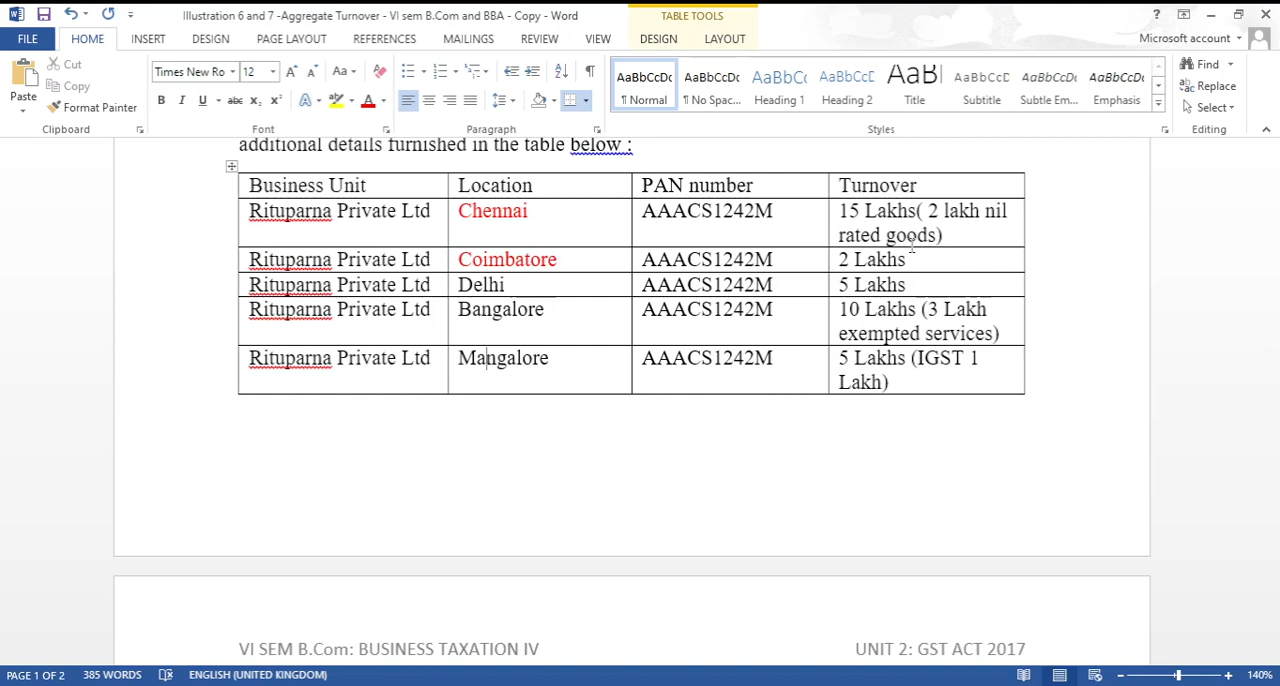 Illustration 6 and 7 -Aggregate Turnover - VI sem B.Com and BBA - Copy - Word
TABLE TOOLS
FILE HOME INSERT DESIGN PAGE LAYOUT REFERENCES MAILINGS REVIEW VIEW DESIGN LAYOUT
Microsoft account
Paste
Cut
Copy
Format Painter
Clipboard
Times New Ro 12
Font
Paragraph
AaBbCcDc ¶ Normal
AaBbCcDc ¶ No Spac...
AaBbCc Heading 1
AaBbCcE Heading 2
AaB Title
AaBbCcD Subtitle
AaBbCcDc Subtle Em...
AaBbCcDc Emphasis
Styles
Find
Replace
Select
Editing
additional details furnished in the table below :
Business Unit Location PAN number Turnover
Rituparna Private Ltd Chennai AAACS1242M 15 Lakhs( 2 lakh nil
rated goods)
Rituparna Private Ltd Coimbatore AAACS1242M 2 Lakhs
Rituparna Private Ltd Delhi AAACS1242M 5 Lakhs
Rituparna Private Ltd Bangalore AAACS1242M 10 Lakhs (3 Lakh
exempted services)
Rituparna Private Ltd Mangalore AAACS1242M 5 Lakhs (IGST 1
Lakh)
VI SEM B.Com: BUSINESS TAXATION IV UNIT 2: GST ACT 2017
PAGE 1 OF 2 385 WORDS ENGLISH (UNITED KINGDOM) 140%